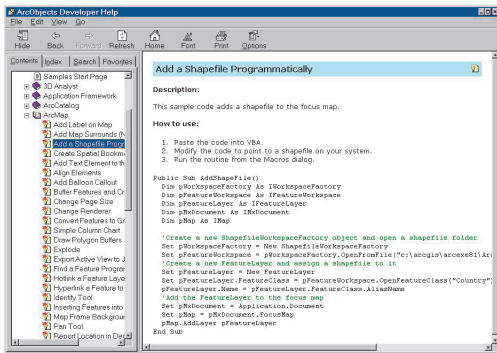 ArcObjects Developer Help
File Edit View Go
Hide Back Forward Refresh Home Font Print Options
Contents Index Search Favorites
Samples Start Page
3D Analyst
Application Framework
ArcCatalog
ArcMap
Add Label on Map
Add Map Surrounds (N
Add a Shapefile Progr
Create Spatial Bookm
Add Text Element to th
Align Elements
Add Balloon Callout
Buffer Features and Cr
Change Page Size
Change Renderer
Convert Features to Gr
Simple Column Chart
Draw Polygon Buffers
Explode
Export Active View to J
Find a Feature Progra
Hotlink a Feature Laye
Hyperlink a Feature to
Identity Tool
Inserting Features into
Map Frame Backgrou
Pan Tool
Report Location in De
Add a Shapefile Programmatically
Description:
This sample code adds a shapefile to the focus map.
How to use:
1. Paste the code into VBA.
2. Modify the code to point to a shapefile on your system.
3. Run the routine from the Macros dialog.
Public Sub AddShapeFile()
Dim pWorkspaceFactory As IWorkspaceFactory
Dim pFeatureWorkspace As IFeatureWorkspace
Dim pFeatureLayer As IFeatureLayer
Dim pMxDocument As IMxDocument
Dim pMap As IMap
'Create a new ShapefileWorkspaceFactory object and open a shapefile folder
Set pWorkspaceFactory = New ShapefileWorkspaceFactory
Set pFeatureWorkspace = pWorkspaceFactory.OpenFromFile("c:\arcgis\arcexe81\Ar
'Create a new FeatureLayer and assign a shapefile to it
Set pFeatureLayer = New FeatureLayer
Set pFeatureLayer.FeatureClass = pFeatureWorkspace.OpenFeatureClass("Country"
pFeatureLayer.Name = pFeatureLayer.FeatureClass.AliasName
'Add the FeatureLayer to the focus map
Set pMxDocument = Application.Document
Set pMap = pMxDocument.FocusMap
pMap.AddLayer pFeatureLayer
End Sub